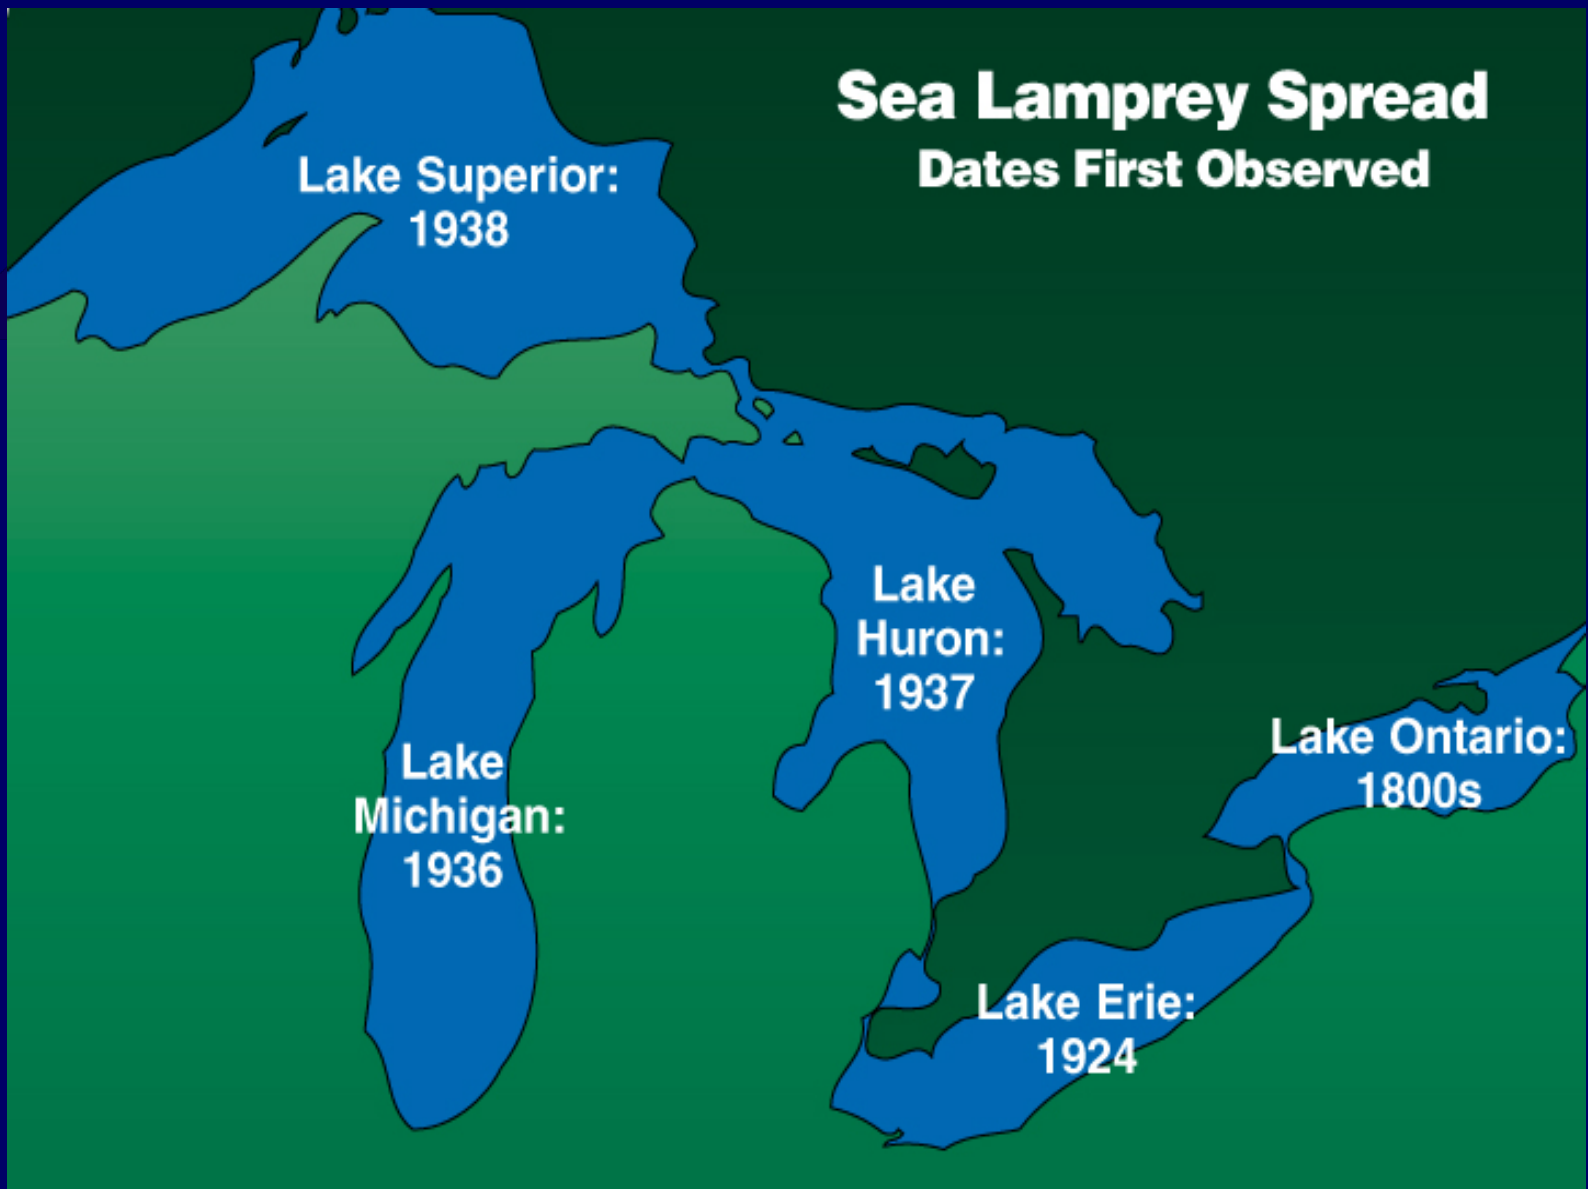 Sea Lamprey Spread
Dates First Observed
Lake Superior:
1938
Lake
Huron:
1937
Lake Ontario:
1800s
Lake
Michigan:
1936
Lake Erie:
1924